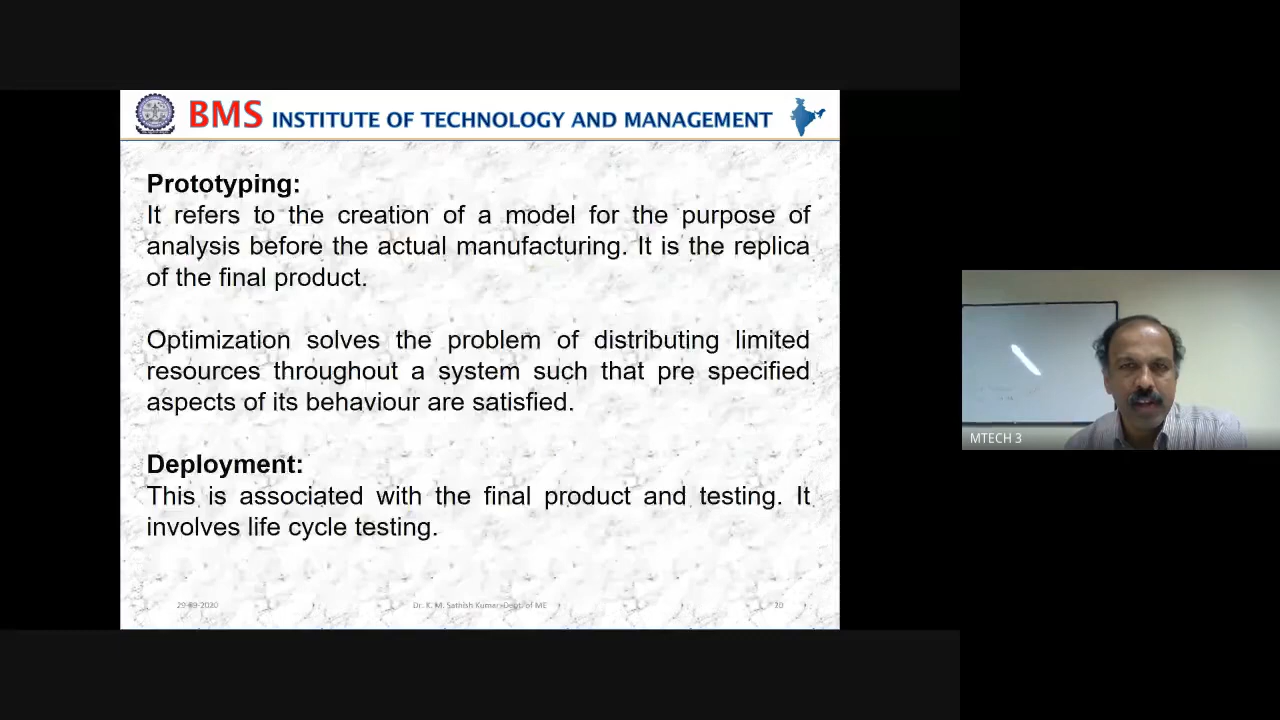 BMS INSTITUTE OF TECHNOLOGY AND MANAGEMENT
Prototyping:
It refers to the creation of a model for the purpose of
analysis before the actual manufacturing. It is the replica
of the final product.
Optimization solves the problem of distributing limited
resources throughout a system such that pre specified
aspects of its behaviour are satisfied.
Deployment:
This is associated with the final product and testing. It
involves life cycle testing.
29-09-2020 Dr. K. M. Sathish Kumar, Dept. of ME 20
MTECH 3